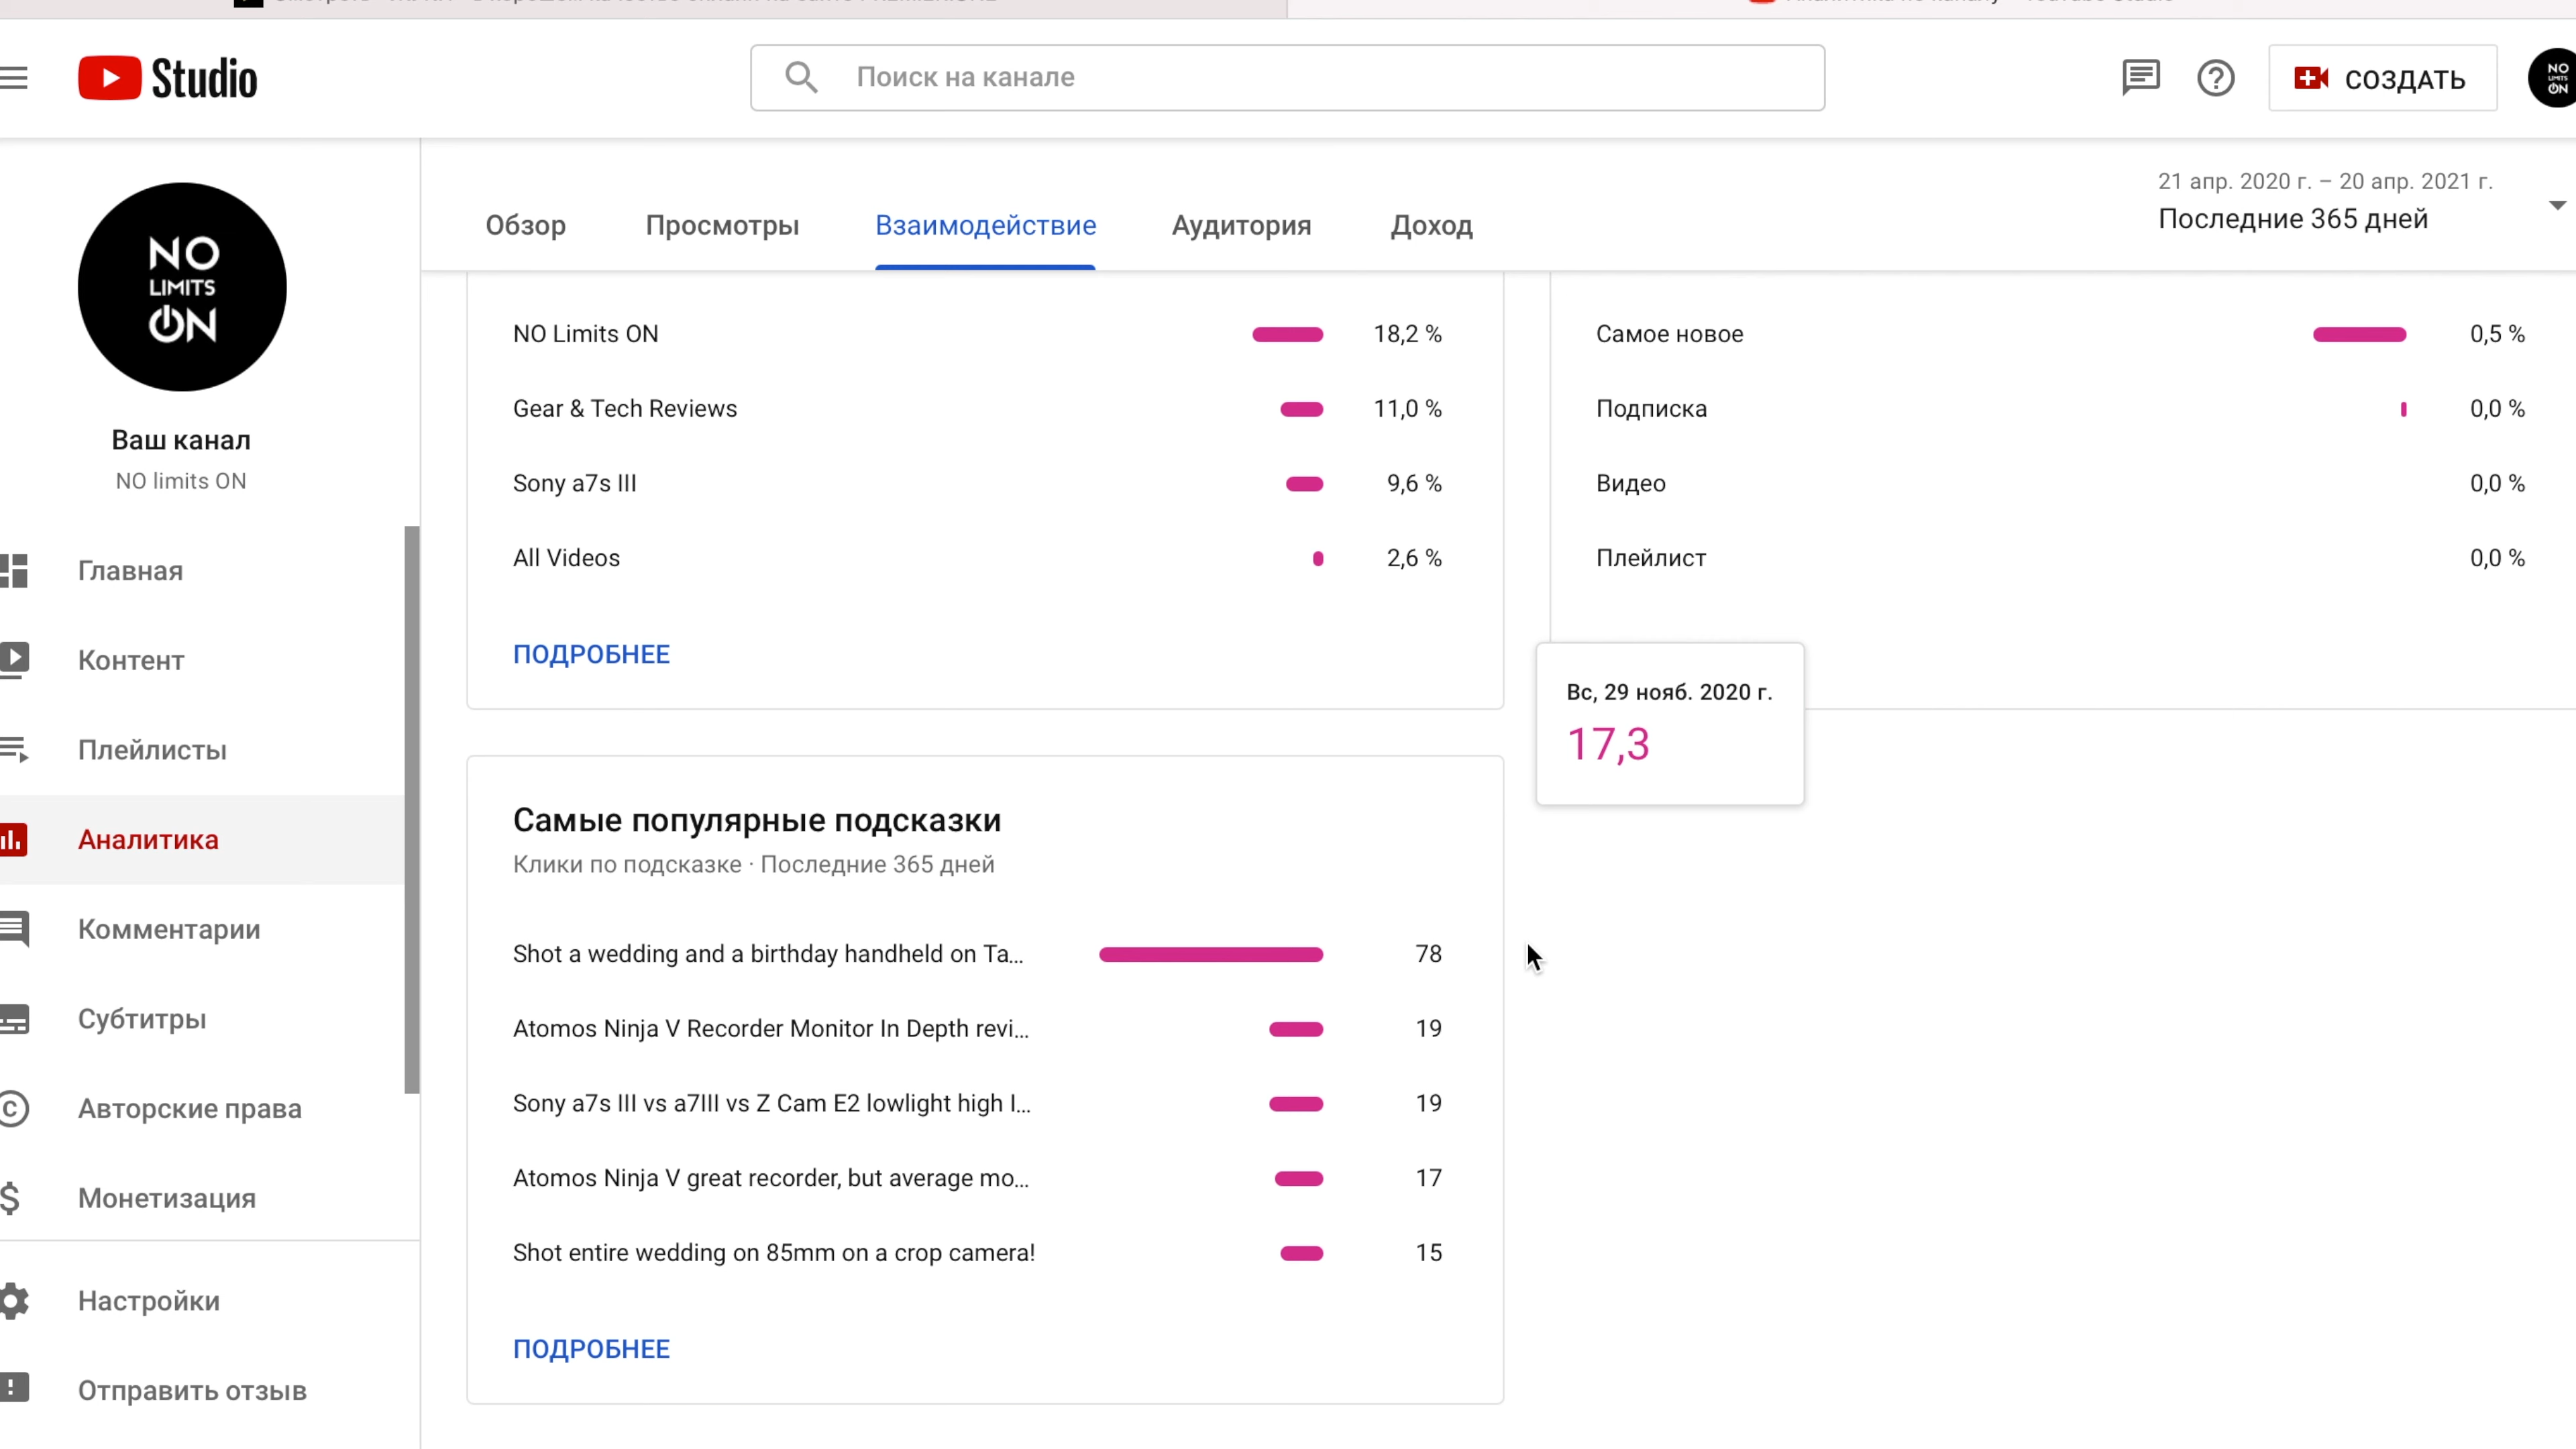 Studio
Поиск на канале
СОЗДАТЬ
NO
LIMITS
ON
NO
LIMITS
ON
Ваш канал
NO limits ON
Главная
Контент
Плейлисты
Аналитика
Комментарии
Субтитры
Авторские права
Монетизация
Настройки
Отправить отзыв
Обзор
Просмотры
Взаимодействие
Аудитория
Доход
21 апр. 2020 г. – 20 апр. 2021 г.
Последние 365 дней
NO Limits ON 18,2 %
Gear & Tech Reviews 11,0 %
Sony a7s III 9,6 %
All Videos 2,6 %
ПОДРОБНЕЕ
Самое новое 0,5 %
Подписка 0,0 %
Видео 0,0 %
Плейлист 0,0 %
Вс, 29 нояб. 2020 г.
17,3
Самые популярные подсказки
Клики по подсказке · Последние 365 дней
Shot a wedding and a birthday handheld on Ta... 78
Atomos Ninja V Recorder Monitor In Depth revi... 19
Sony a7s III vs a7III vs Z Cam E2 lowlight high I... 19
Atomos Ninja V great recorder, but average mo... 17
Shot entire wedding on 85mm on a crop camera! 15
ПОДРОБНЕЕ